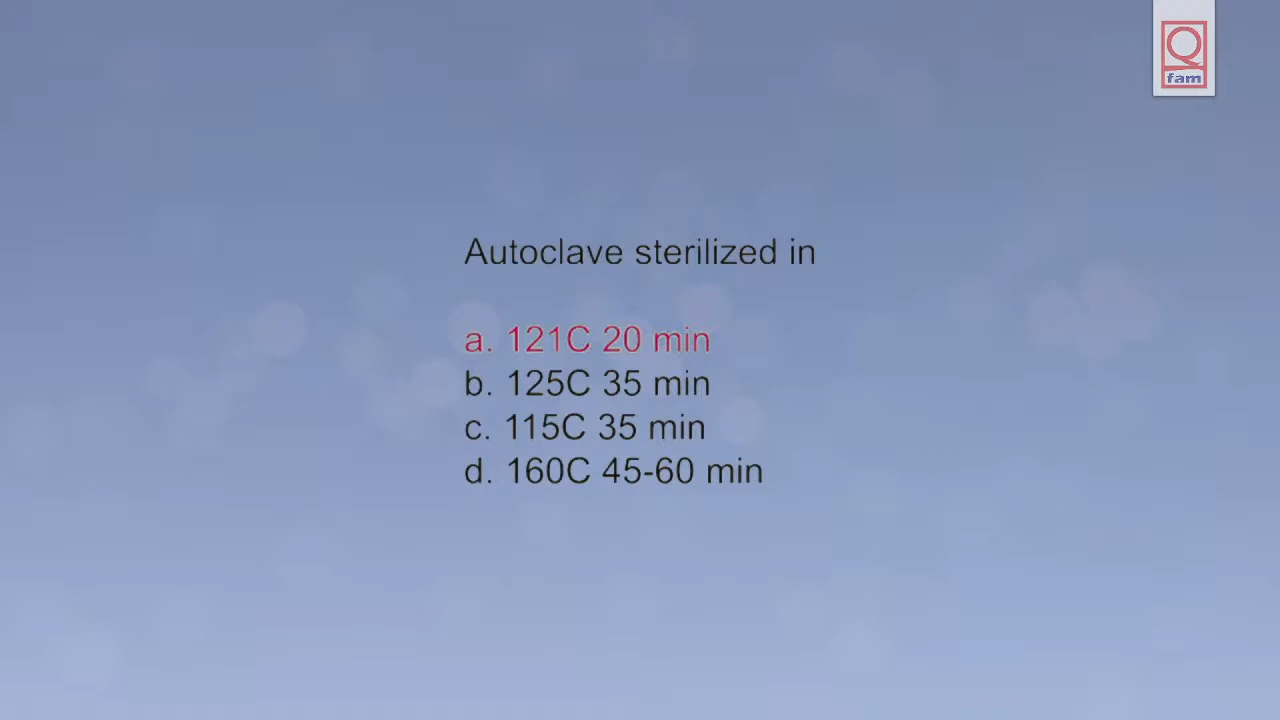 Q
fam
Autoclave sterilized in
a. 121C 20 min
b. 125C 35 min
c. 115C 35 min
d. 160C 45-60 min